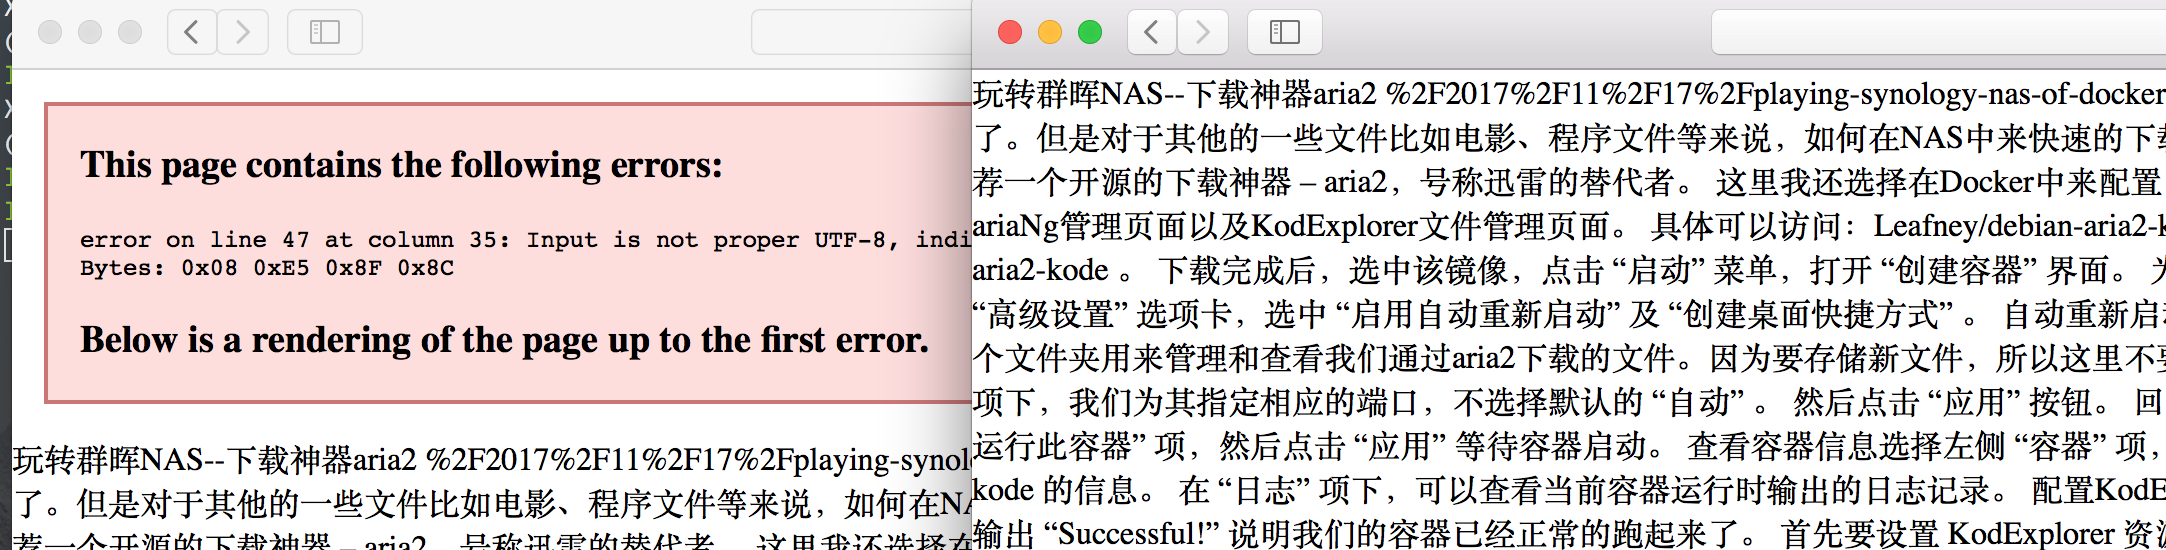 This page contains the following errors:
error on line 47 at column 35: Input is not proper UTF-8, indi
Bytes: 0x08 0xE5 0x8F 0x8C
Below is a rendering of the page up to the first error.
玩转群晖NAS--下载神器aria2 %2F2017%2F11%2F17%2Fplaying-synol
了。但是对于其他的一些文件比如电影、程序文件等来说，如何在NA
荐一个开源的下载神器 – aria2，号称迅雷的替代者。 这里我还选择在
玩转群晖NAS--下载神器aria2 %2F2017%2F11%2F17%2Fplaying-synology-nas-of-docker
了。但是对于其他的一些文件比如电影、程序文件等来说，如何在NAS中来快速的下载
荐一个开源的下载神器 – aria2，号称迅雷的替代者。 这里我还选择在Docker中来配置
ariaNg管理页面以及KodExplorer文件管理页面。 具体可以访问：Leafney/debian-aria2-k
aria2-kode 。 下载完成后，选中该镜像，点击 “启动” 菜单，打开 “创建容器” 界面。 为
“高级设置” 选项卡，选中 “启用自动重新启动” 及 “创建桌面快捷方式” 。 自动重新启动
个文件夹用来管理和查看我们通过aria2下载的文件。因为要存储新文件，所以这里不要
项下，我们为其指定相应的端口，不选择默认的 “自动” 。 然后点击 “应用” 按钮。 回
运行此容器” 项，然后点击 “应用” 等待容器启动。 查看容器信息选择左侧 “容器” 项，
kode 的信息。 在 “日志” 项下，可以查看当前容器运行时输出的日志记录。 配置KodE
输出 “Successful!” 说明我们的容器已经正常的跑起来了。 首先要设置 KodExplorer 资源